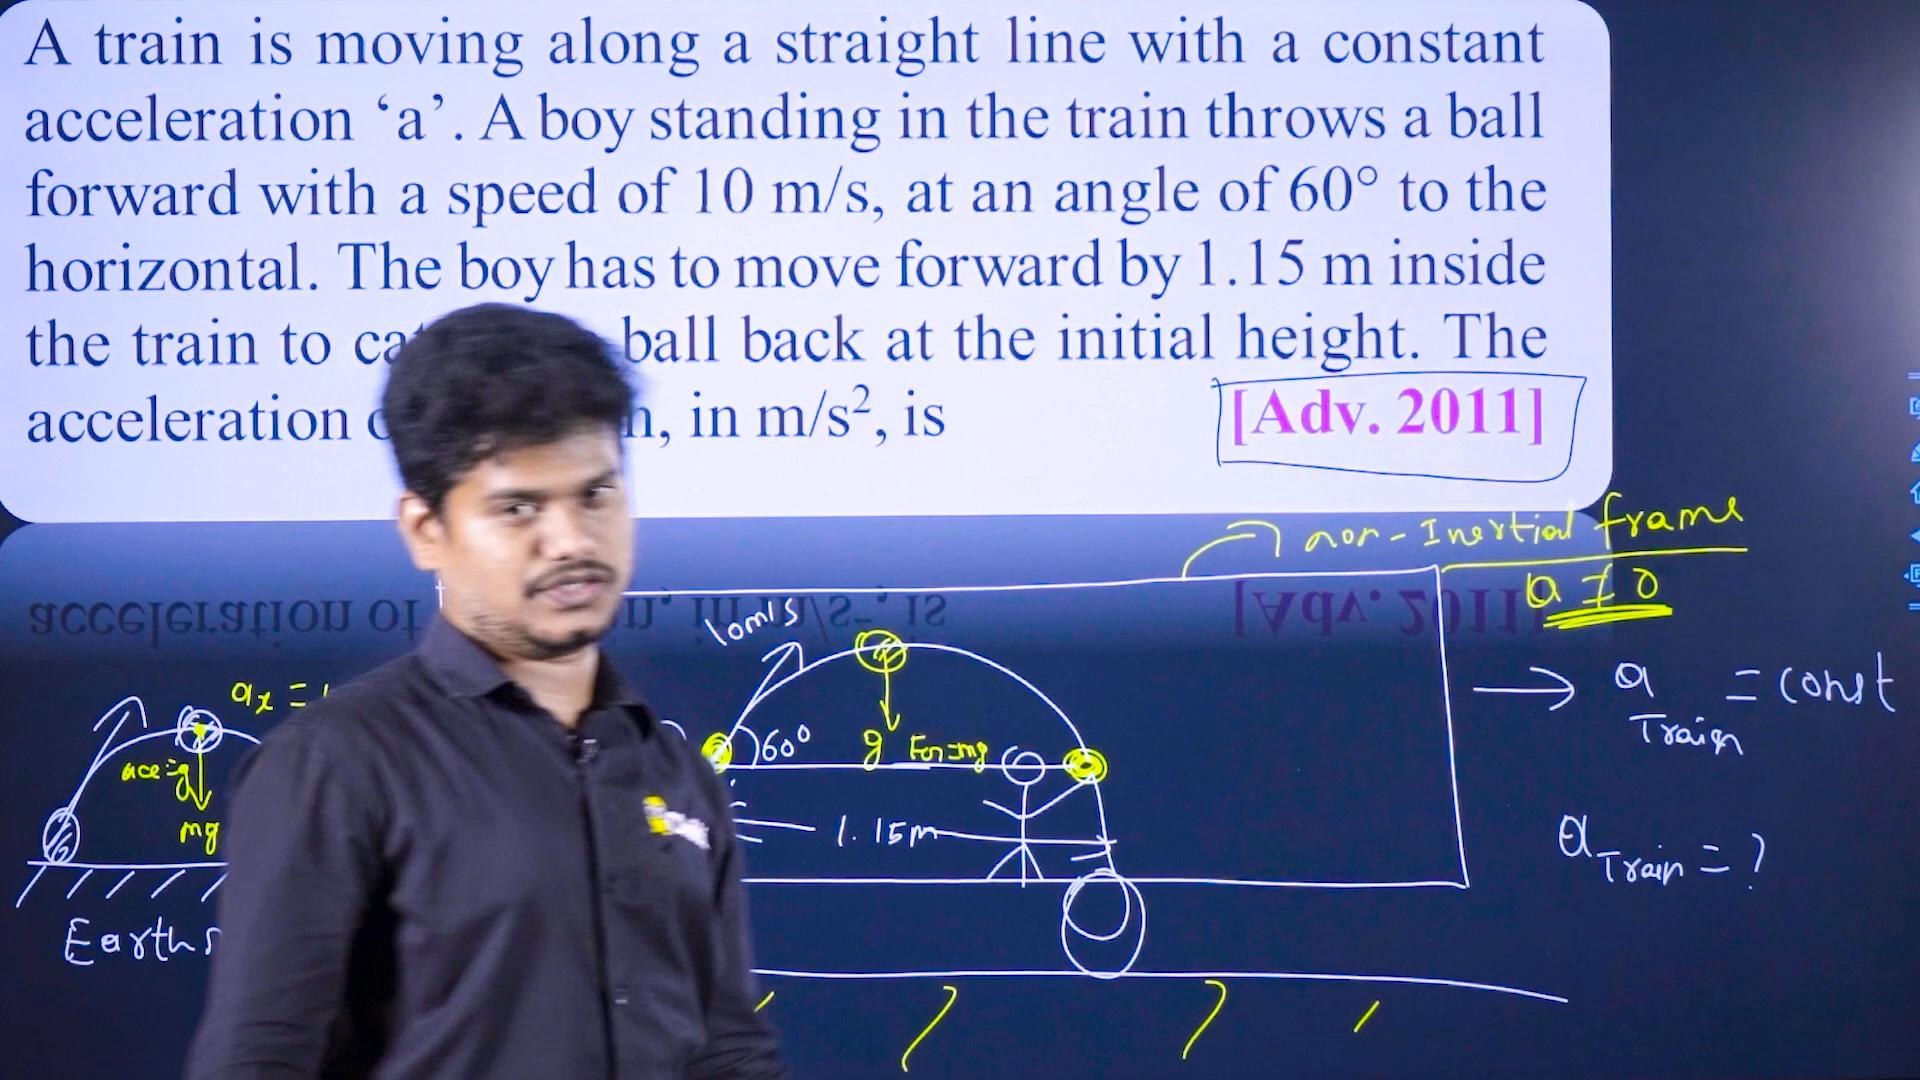 A train is moving along a straight line with a constant
acceleration ‘a’. A boy standing in the train throws a ball
forward with a speed of 10 m/s, at an angle of 60° to the
horizontal. The boy has to move forward by 1.15 m inside
the train to ball back at the initial height. The
acceleration in m/s², is
[Adv. 2011]
non-Inertial frame
a ≠ 0
10m/s
→ a Train = const
60°
g For=mg
1.15m
a Train = ?
ax =
ace=g
mg
Earth